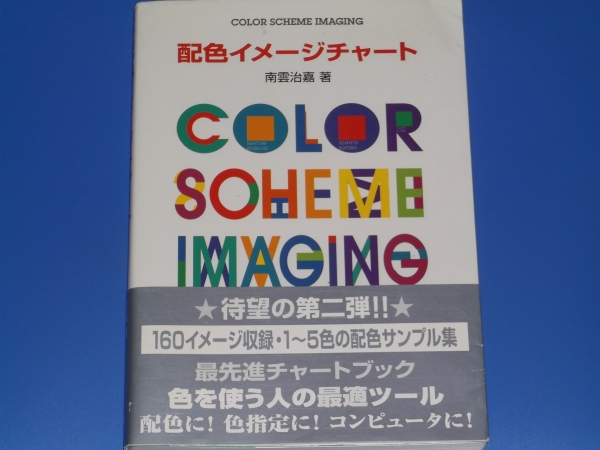 COLOR SCHEME IMAGING
配色イメージチャート
南雲治嘉 著
COLOR
SCHEME
IMAGING
★待望の第二弾!!★
160イメージ収録・1〜5色の配色サンプル集
最先進チャートブック
色を使う人の最適ツール
配色に! 色指定に! コンピュータに!